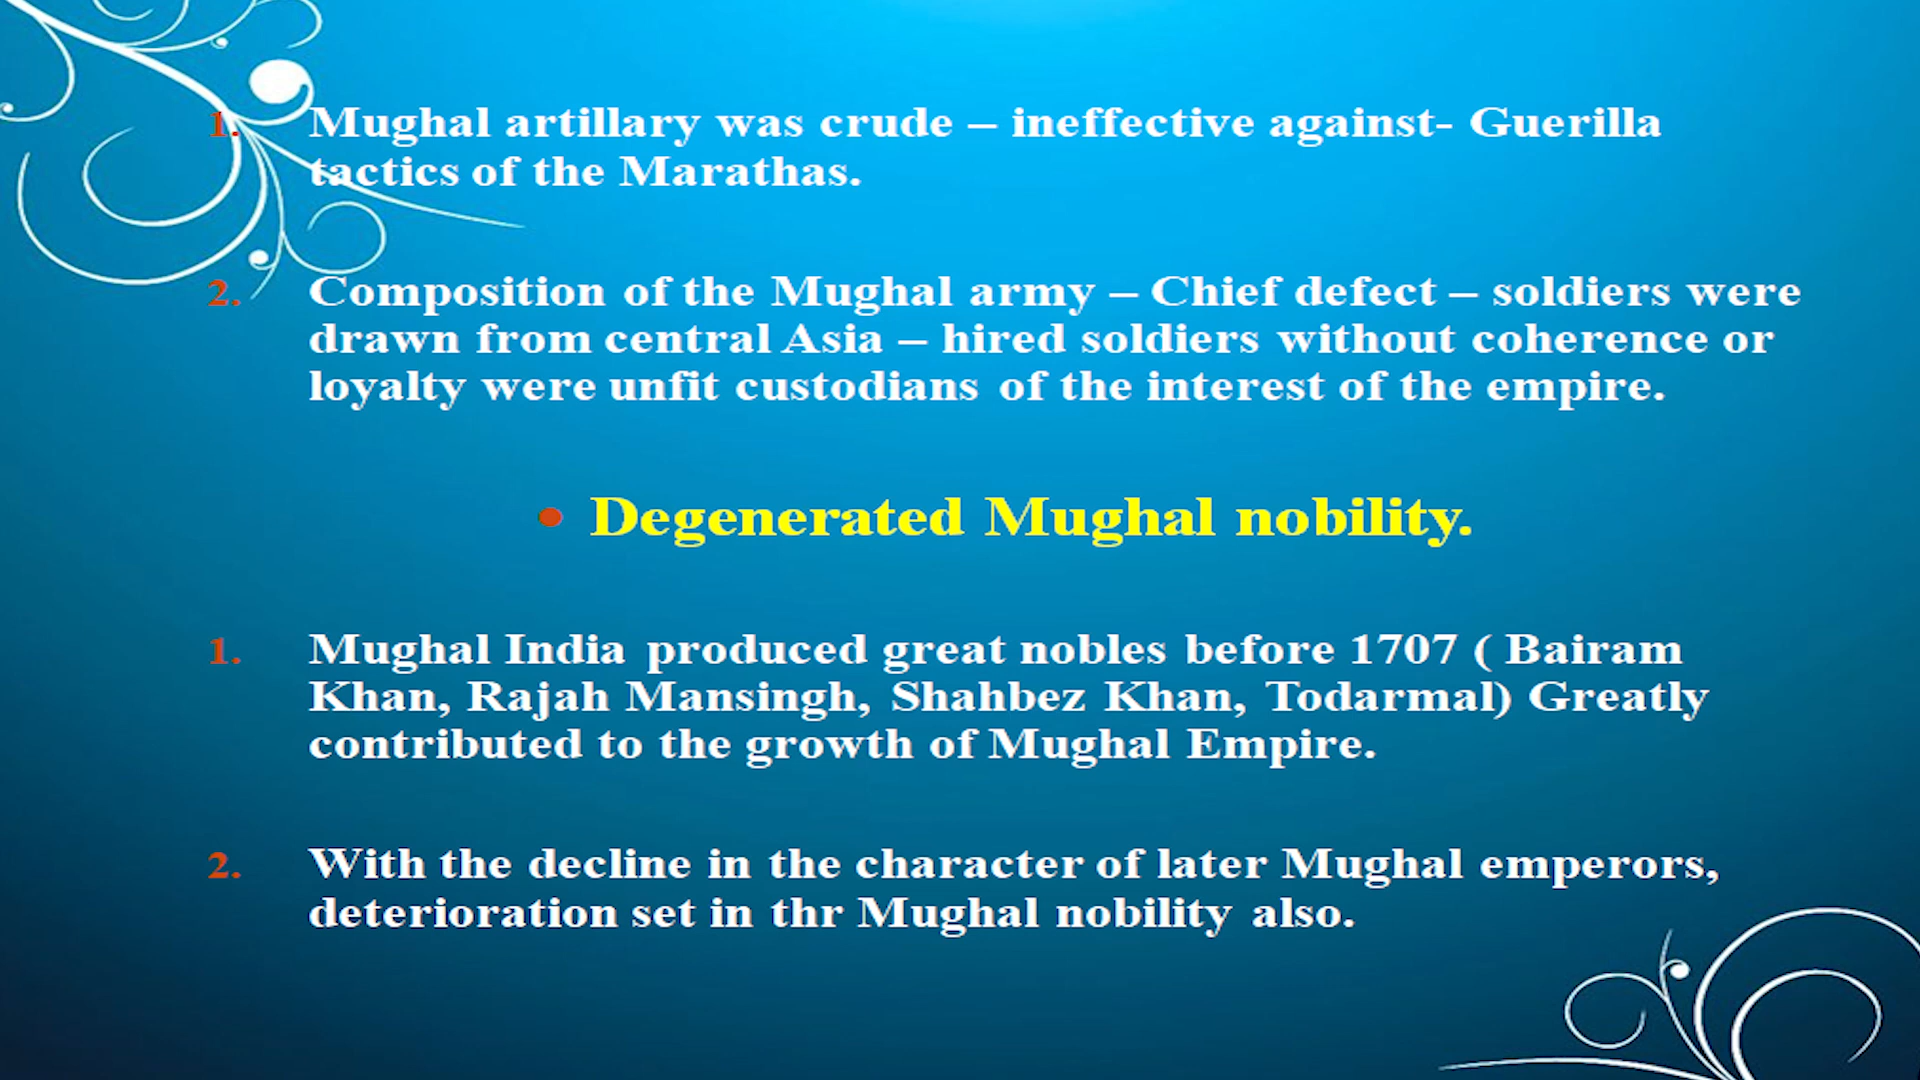 1. Mughal artillary was crude – ineffective against- Guerilla
tactics of the Marathas.
2. Composition of the Mughal army – Chief defect – soldiers were
drawn from central Asia – hired soldiers without coherence or
loyalty were unfit custodians of the interest of the empire.
• Degenerated Mughal nobility.
1. Mughal India produced great nobles before 1707 ( Bairam
Khan, Rajah Mansingh, Shahbez Khan, Todarmal) Greatly
contributed to the growth of Mughal Empire.
2. With the decline in the character of later Mughal emperors,
deterioration set in thr Mughal nobility also.